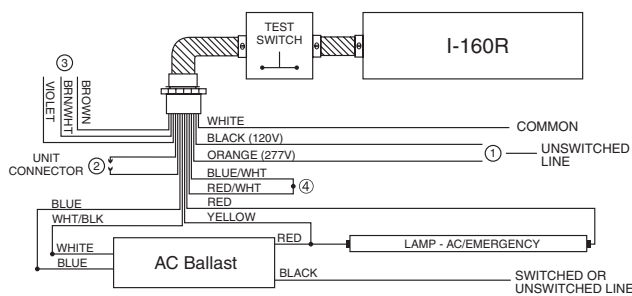 TEST
SWITCH
I-160R
③
VIOLET
BRN/WHT
BROWN
WHITE
COMMON
BLACK (120V)
①
UNSWITCHED
LINE
ORANGE (277V)
UNIT
CONNECTOR
②
BLUE/WHT
④
RED/WHT
BLUE
RED
WHT/BLK
YELLOW
WHITE
BLUE
AC Ballast
RED
LAMP - AC/EMERGENCY
BLACK
SWITCHED OR
UNSWITCHED LINE